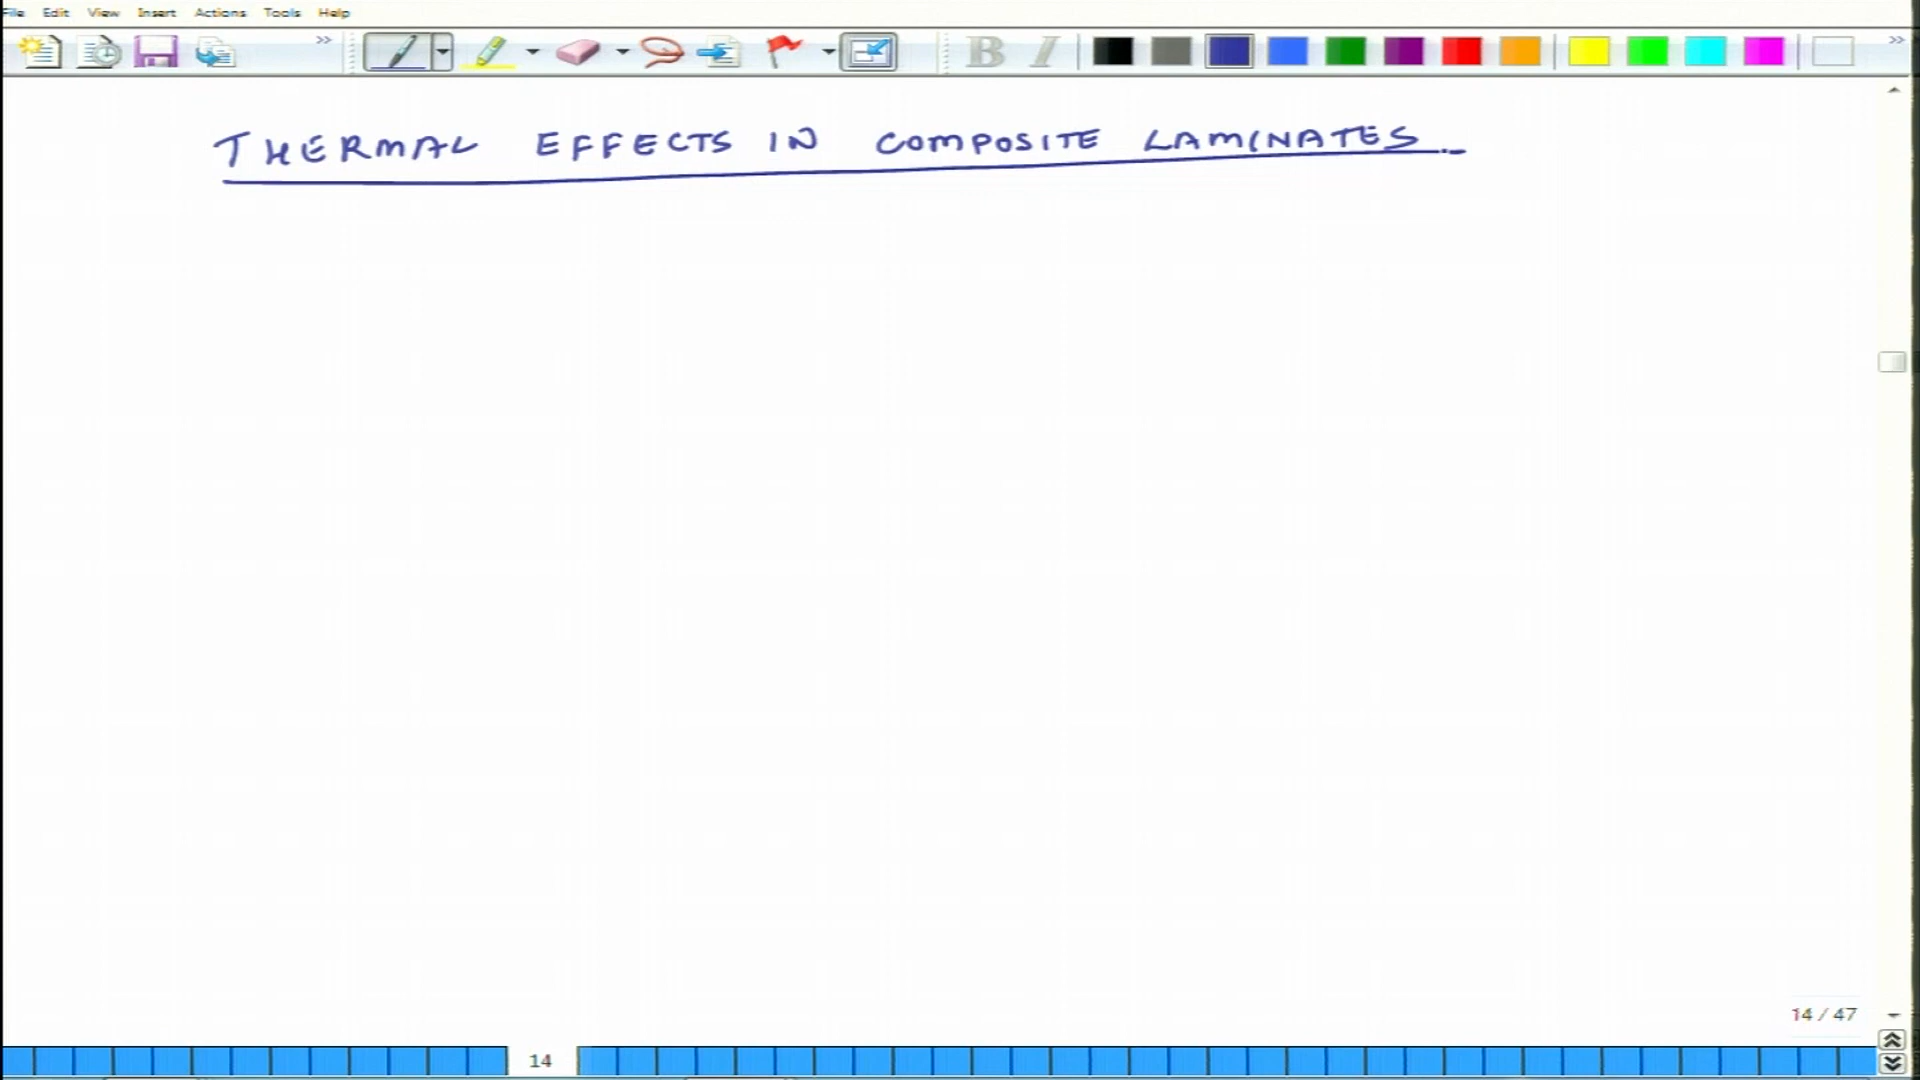 File Edit View Insert Actions Tools Help
B I
THERMAL EFFECTS IN COMPOSITE LAMINATES
14 / 47
14